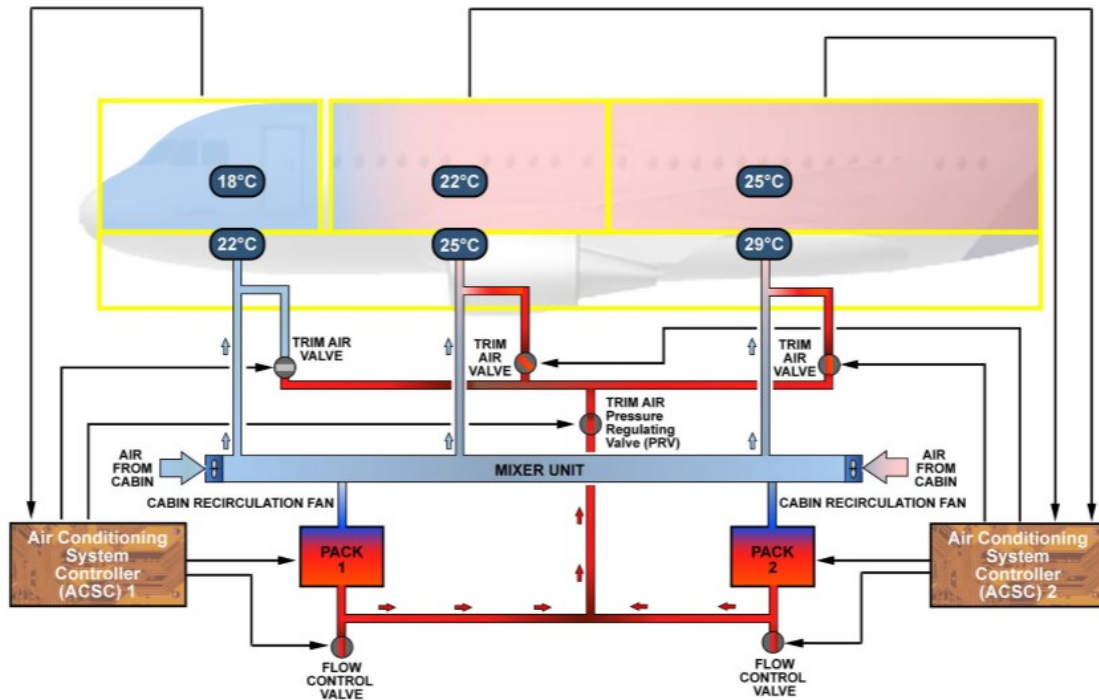 18°C
22°C
25°C
22°C
25°C
29°C
TRIM AIR
VALVE
TRIM
AIR
VALVE
TRIM
AIR
VALVE
TRIM AIR
Pressure
Regulating
Valve (PRV)
AIR
FROM
CABIN
MIXER UNIT
AIR
FROM
CABIN
CABIN RECIRCULATION FAN
CABIN RECIRCULATION FAN
Air Conditioning
System
Controller
(ACSC) 1
PACK
1
PACK
2
Air Conditioning
System
Controller
(ACSC) 2
FLOW
CONTROL
VALVE
FLOW
CONTROL
VALVE